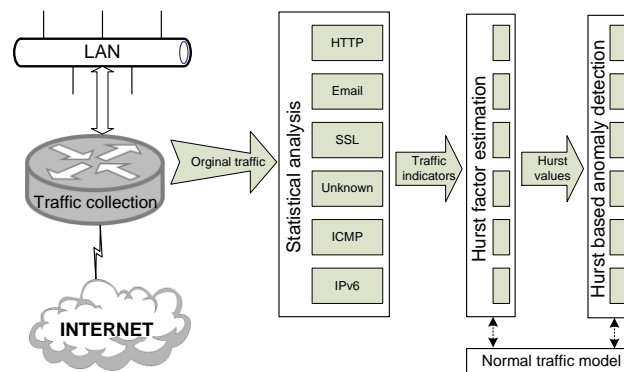 LAN
Traffic collection
INTERNET
Orginal traffic
Statistical analysis
HTTP
Email
SSL
Unknown
ICMP
IPv6
Traffic
indicators
Hurst factor estimation
Hurst
values
Hurst based anomaly detection
Normal traffic model